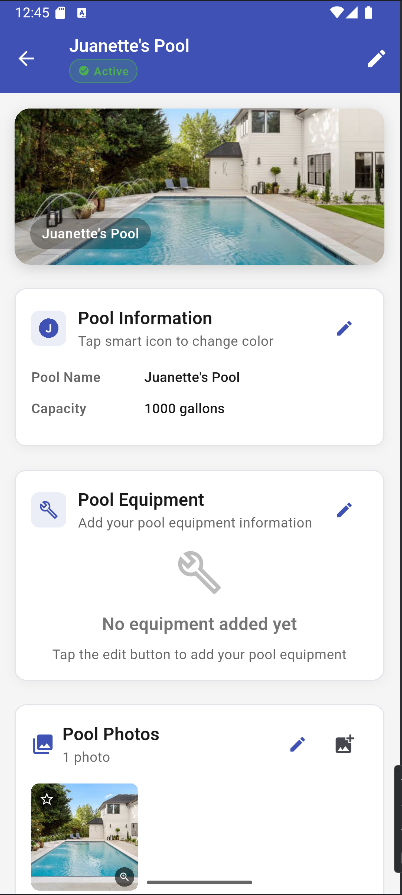 12:45
A
Juanette's Pool
Active
Juanette's Pool
J
Pool Information
Tap smart icon to change color
Pool Name Juanette's Pool
Capacity 1000 gallons
Pool Equipment
Add your pool equipment information
No equipment added yet
Tap the edit button to add your pool equipment
Pool Photos
1 photo